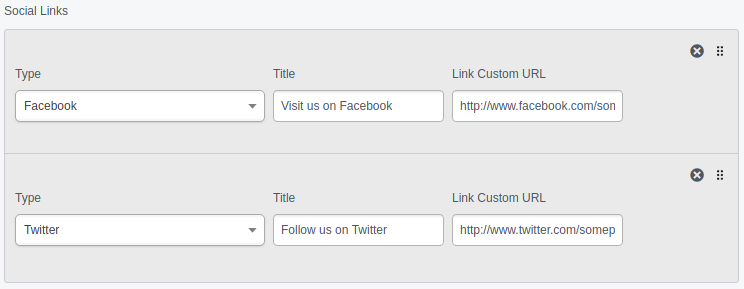 Social Links
Type Title Link Custom URL
Facebook Visit us on Facebook http://www.facebook.com/son
Type Title Link Custom URL
Twitter Follow us on Twitter http://www.twitter.com/somep